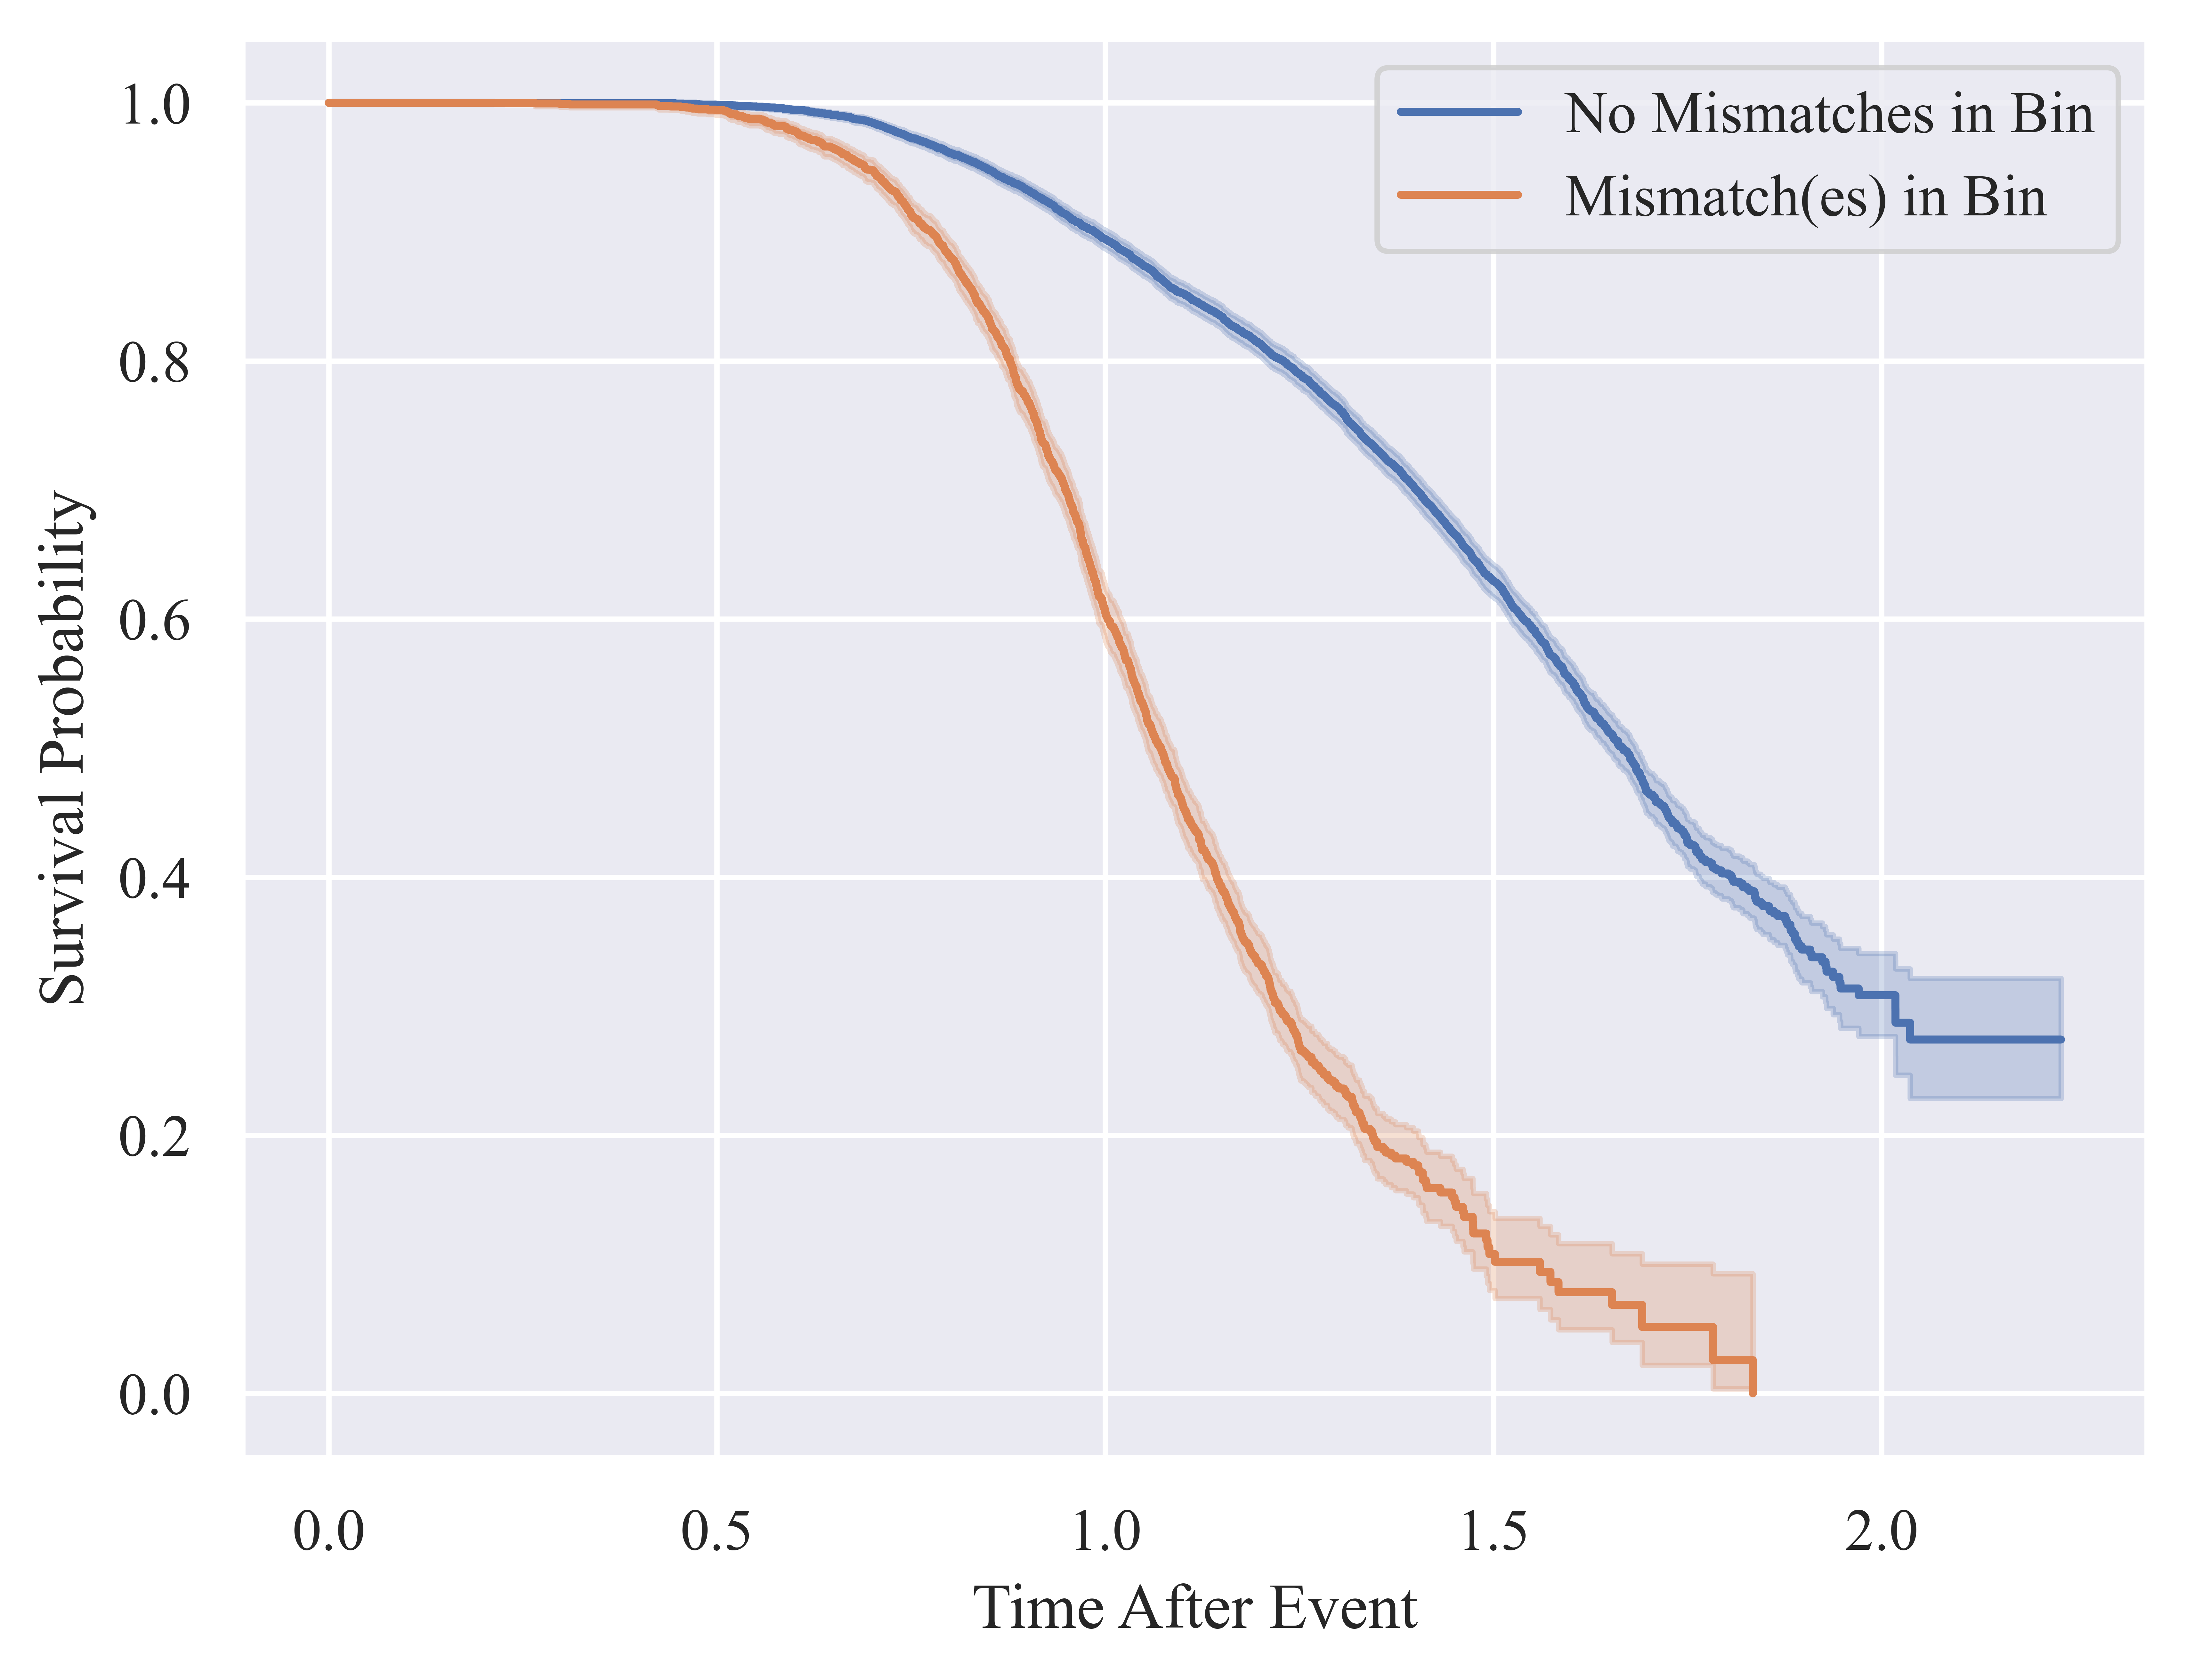 No Mismatches in Bin
Mismatch(es) in Bin
1.0
0.8
0.6
0.4
0.2
0.0
Survival Probability
0.0 0.5 1.0 1.5 2.0
Time After Event